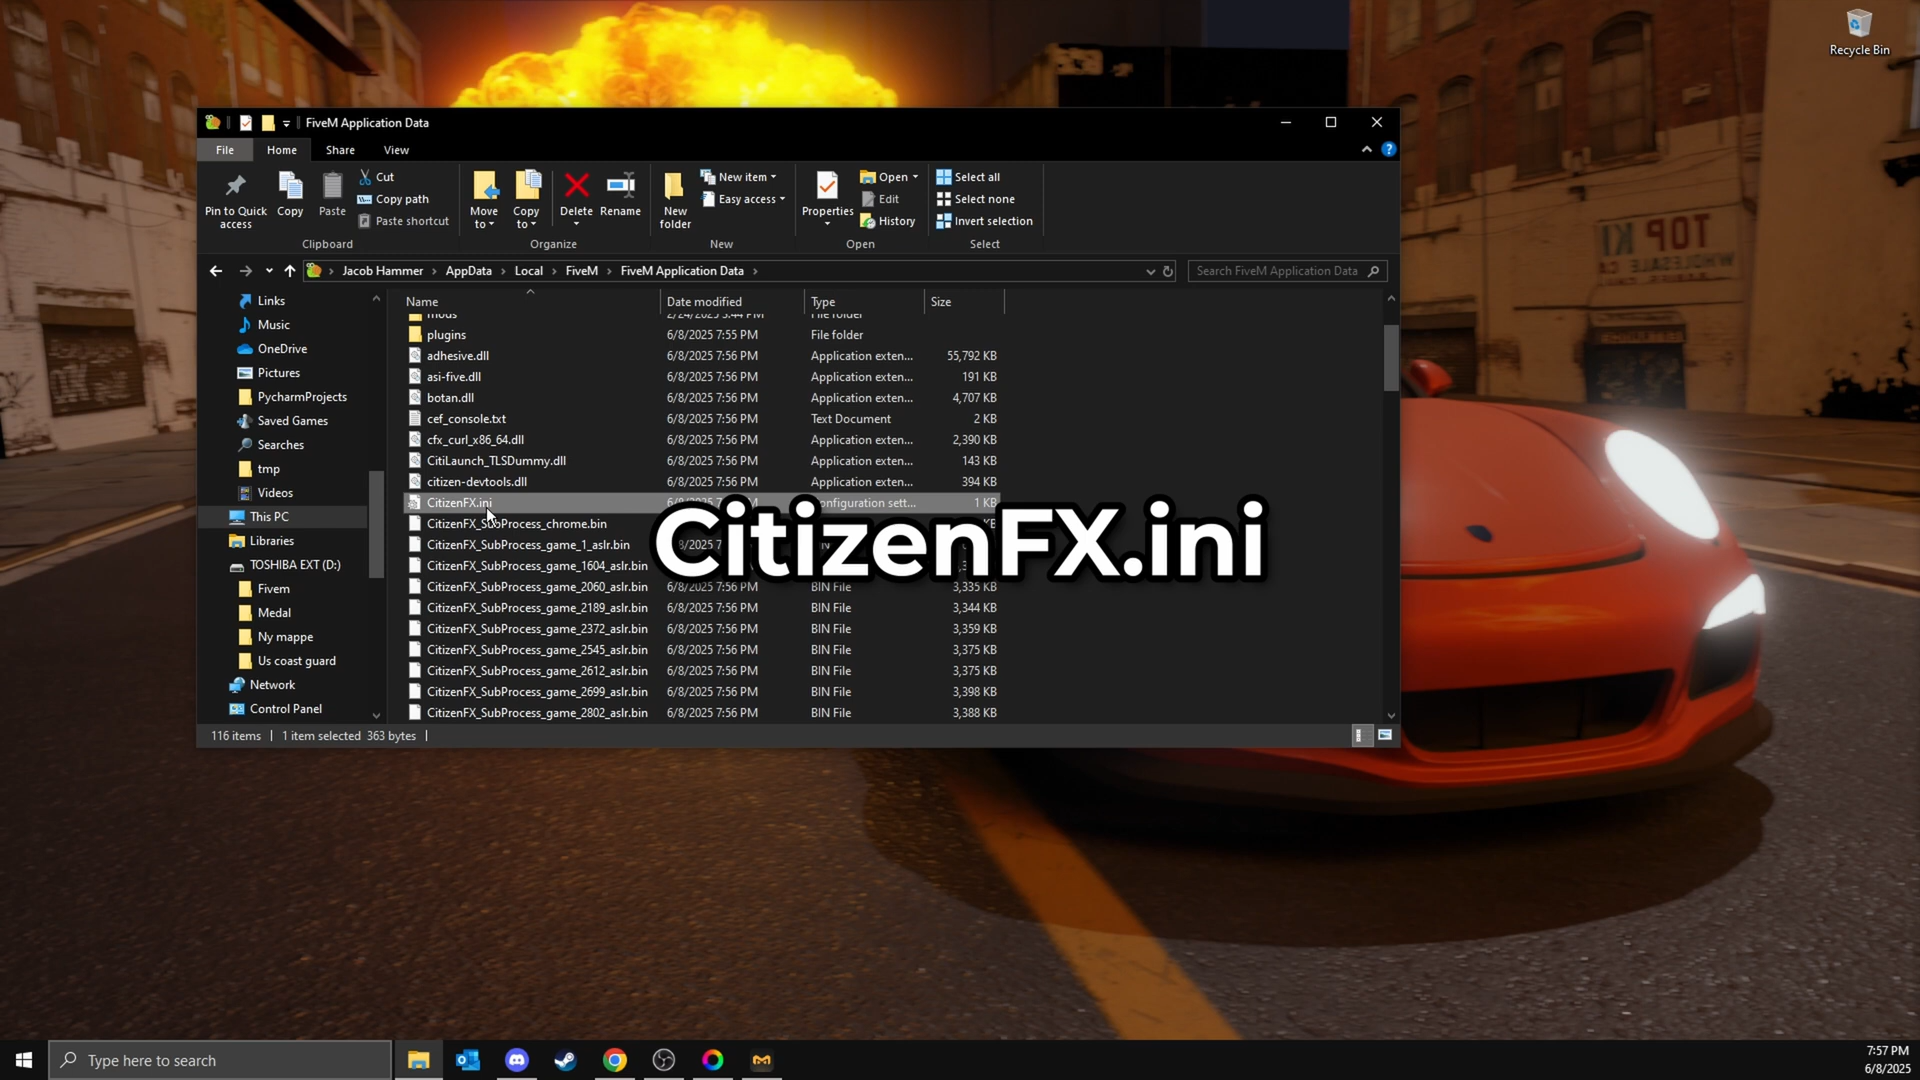 Recycle Bin
FiveM Application Data
File Home Share View
Pin to Quick access
Copy
Paste
Cut
Copy path
Paste shortcut
Clipboard
Move to
Copy to
Delete
Rename
Organize
New folder
New item
Easy access
New
Properties
Open
Edit
History
Open
Select all
Select none
Invert selection
Select
Jacob Hammer > AppData > Local > FiveM > FiveM Application Data >
Search FiveM Application Data
Links
Music
OneDrive
Pictures
PycharmProjects
Saved Games
Searches
tmp
Videos
This PC
Libraries
TOSHIBA EXT (D:)
Fivem
Medal
Ny mappe
Us coast guard
Network
Control Panel
Name Date modified Type Size
mods 2/24/2025 3:44 PM File folder
plugins 6/8/2025 7:55 PM File folder
adhesive.dll 6/8/2025 7:56 PM Application exten... 55,792 KB
asi-five.dll 6/8/2025 7:56 PM Application exten... 191 KB
botan.dll 6/8/2025 7:56 PM Application exten... 4,707 KB
cef_console.txt 6/8/2025 7:56 PM Text Document 2 KB
cfx_curl_x86_64.dll 6/8/2025 7:56 PM Application exten... 2,390 KB
CitiLaunch_TLSDummy.dll 6/8/2025 7:56 PM Application exten... 143 KB
citizen-devtools.dll 6/8/2025 7:56 PM Application exten... 394 KB
CitizenFX.ini 1 KB
CitizenFX_SubProcess_chrome.bin
CitizenFX_SubProcess_game_1_aslr.bin
CitizenFX_SubProcess_game_1604_aslr.bin
CitizenFX_SubProcess_game_2060_aslr.bin 6/8/2025 7:56 PM BIN File 3,335 KB
CitizenFX_SubProcess_game_2189_aslr.bin 6/8/2025 7:56 PM BIN File 3,344 KB
CitizenFX_SubProcess_game_2372_aslr.bin 6/8/2025 7:56 PM BIN File 3,359 KB
CitizenFX_SubProcess_game_2545_aslr.bin 6/8/2025 7:56 PM BIN File 3,375 KB
CitizenFX_SubProcess_game_2612_aslr.bin 6/8/2025 7:56 PM BIN File 3,375 KB
CitizenFX_SubProcess_game_2699_aslr.bin 6/8/2025 7:56 PM BIN File 3,398 KB
CitizenFX_SubProcess_game_2802_aslr.bin 6/8/2025 7:56 PM BIN File 3,388 KB
CitizenFX.ini
116 items 1 item selected 363 bytes
Type here to search
7:57 PM
6/8/2025